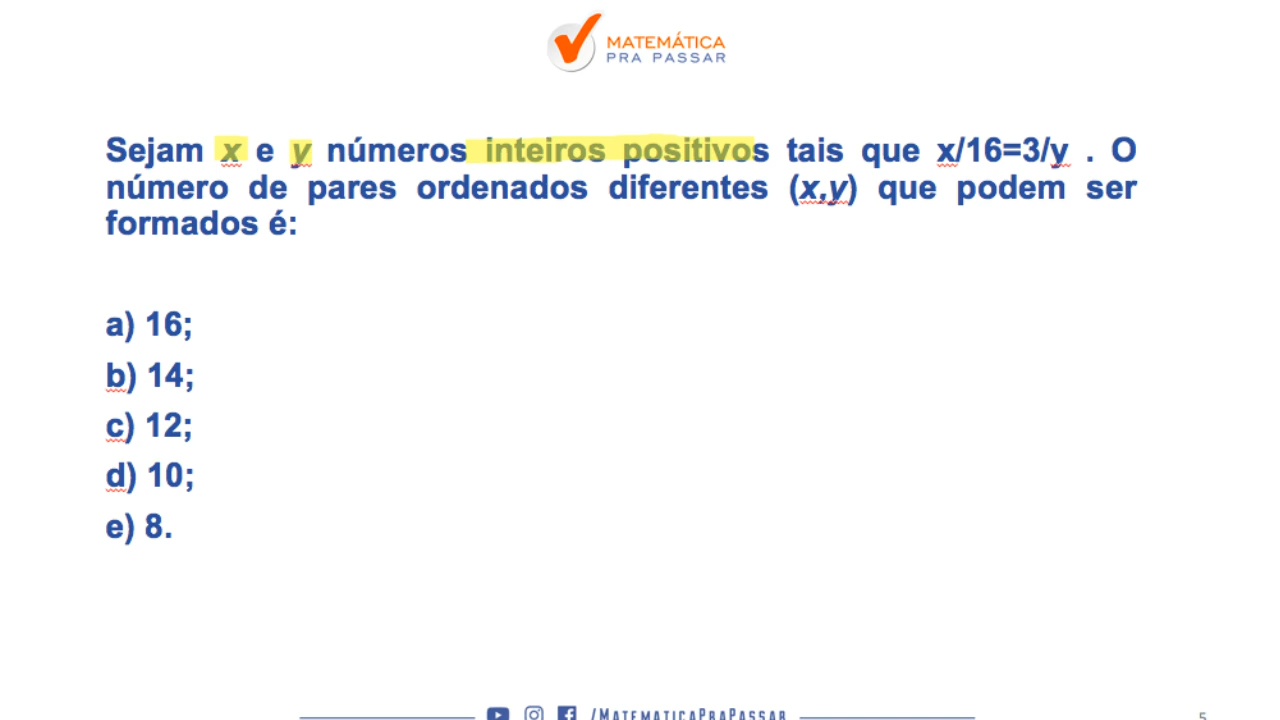 MATEMÁTICA
PRA PASSAR
Sejam x e y números inteiros positivos tais que x/16=3/y . O
número de pares ordenados diferentes (x,y) que podem ser
formados é:
a) 16;
b) 14;
c) 12;
d) 10;
e) 8.
/MATEMATICAPRAPASSAR
5